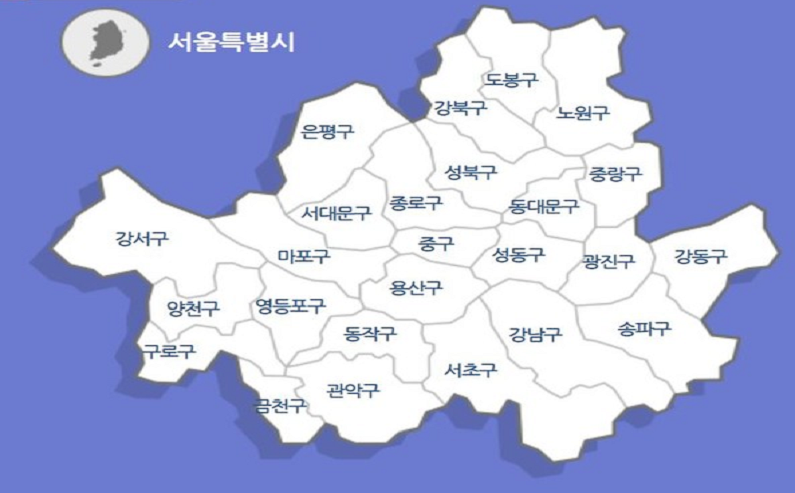 서울특별시
도봉구
강북구
노원구
은평구
성북구
중랑구
서대문구
종로구
동대문구
강서구
마포구
중구
성동구
광진구
강동구
양천구
영등포구
용산구
동작구
강남구
송파구
구로구
서초구
관악구
금천구